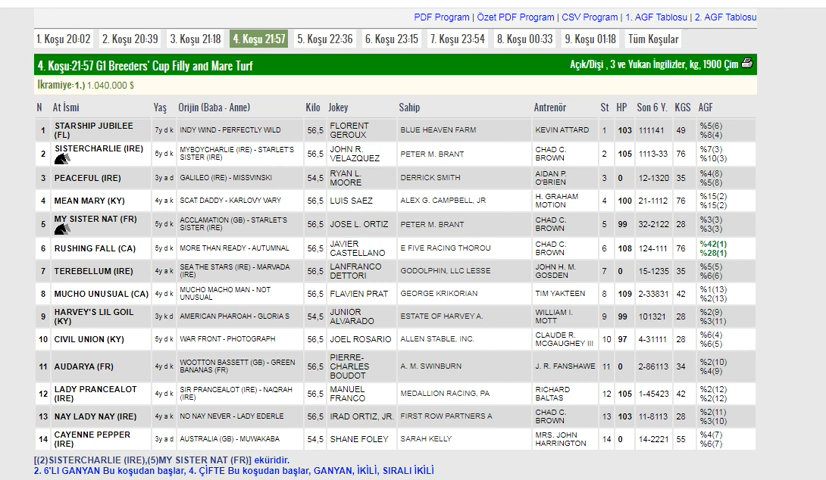 PDF Program | Özet PDF Program | CSV Program | 1. AGF Tablosu | 2. AGF Tablosu
1. Koşu 20:02 2. Koşu 20:39 3. Koşu 21:18 4. Koşu 21:57 5. Koşu 22:36 6. Koşu 23:15 7. Koşu 23:54 8. Koşu 00:33 9. Koşu 01:18 Tüm Koşular
4. Koşu:21:57 G1 Breeders' Cup Filly and Mare Turf Açık/Dişi , 3 ve Yukarı İngilizler, kg, 1900 Çim
İkramiye:1.) 1.040.000 $
N At İsmi Yaş Orijin (Baba - Anne) Kilo Jokey Sahip Antrenör St HP Son 6 Y. KGS AGF
1 STARSHIP JUBILEE (FL) 7y d k INDY WIND - PERFECTLY WILD 56,5 FLORENT GEROUX BLUE HEAVEN FARM KEVIN ATTARD 1 103 111141 49 %5(6) %8(4)
2 SISTERCHARLIE (IRE) 6y d k MYBOYCHARLIE (IRE) - STARLET'S SISTER (IRE) 56,5 JOHN R. VELAZQUEZ PETER M. BRANT CHAD C. BROWN 2 105 1113-33 76 %7(3) %10(3)
3 PEACEFUL (IRE) 3y a d GALILEO (IRE) - MISSVINSKI 54,5 RYAN L. MOORE DERRICK SMITH AIDAN P. O'BRIEN 3 0 12-1320 35 %4(8) %5(8)
4 MEAN MARY (KY) 4y a k SCAT DADDY - KARLOVY VARY 56,5 LUIS SAEZ ALEX G. CAMPBELL, JR H. GRAHAM MOTION 4 100 21-1112 76 %15(2) %15(2)
5 MY SISTER NAT (FR) 5y d k ACCLAMATION (GB) - STARLET'S SISTER (IRE) 56,5 JOSE L. ORTIZ PETER M. BRANT CHAD C. BROWN 5 99 32-2122 28 %3(3) %3(3)
6 RUSHING FALL (CA) 5y d k MORE THAN READY - AUTUMNAL 56,5 JAVIER CASTELLANO E FIVE RACING THOROU CHAD C. BROWN 6 108 124-111 76 %42(1) %28(1)
7 TEREBELLUM (IRE) 4y a k SEA THE STARS (IRE) - MARVADA (IRE) 56,5 LANFRANCO DETTORI GODOLPHIN, LLC LESSE JOHN H. M. GOSDEN 7 0 15-1235 35 %5(5) %6(6)
8 MUCHO UNUSUAL (CA) 4y d k MUCHO MACHO MAN - NOT UNUSUAL 56,5 FLAVIEN PRAT GEORGE KRIKORIAN TIM YAKTEEN 8 109 2-33831 42 %1(13) %2(13)
9 HARVEY'S LIL GOIL (KY) 3y k d AMERICAN PHAROAH - GLORIA S 54,5 JUNIOR ALVARADO ESTATE OF HARVEY A. WILLIAM I. MOTT 9 99 101321 28 %2(9) %3(11)
10 CIVIL UNION (KY) 5y d k WAR FRONT - PHOTOGRAPH 56,5 JOEL ROSARIO ALLEN STABLE, INC. CLAUDE R. MCGAUGHEY III 10 97 4-31111 28 %6(4) %6(5)
11 AUDARYA (FR) 4y d k WOOTTON BASSETT (GB) - GREEN BANANAS (FR) 56,5 PIERRE-CHARLES BOUDOT A. M. SWINBURN J. R. FANSHAWE 11 0 2-86113 34 %2(10) %4(9)
12 LADY PRANCEALOT (IRE) 4y d k SIR PRANCEALOT (IRE) - NAQRAH (IRE) 56,5 MANUEL FRANCO MEDALLION RACING, PA RICHARD BALTAS 12 105 1-45423 42 %2(12) %2(12)
13 NAY LADY NAY (IRE) 4y a k NO NAY NEVER - LADY EDERLE 56,5 IRAD ORTIZ, JR. FIRST ROW PARTNERS A CHAD C. BROWN 13 103 11-8113 28 %2(11) %3(10)
14 CAYENNE PEPPER (IRE) 3y a d AUSTRALIA (GB) - MUWAKABA 54,5 SHANE FOLEY SARAH KELLY MRS. JOHN HARRINGTON 14 0 14-2221 55 %4(7) %6(7)
[(2)SISTERCHARLIE (IRE),(5)MY SISTER NAT (FR)] eküridir.
2. 6'LI GANYAN Bu koşudan başlar, 4. ÇİFTE Bu koşudan başlar, GANYAN, İKİLİ, SIRALI İKİLİ